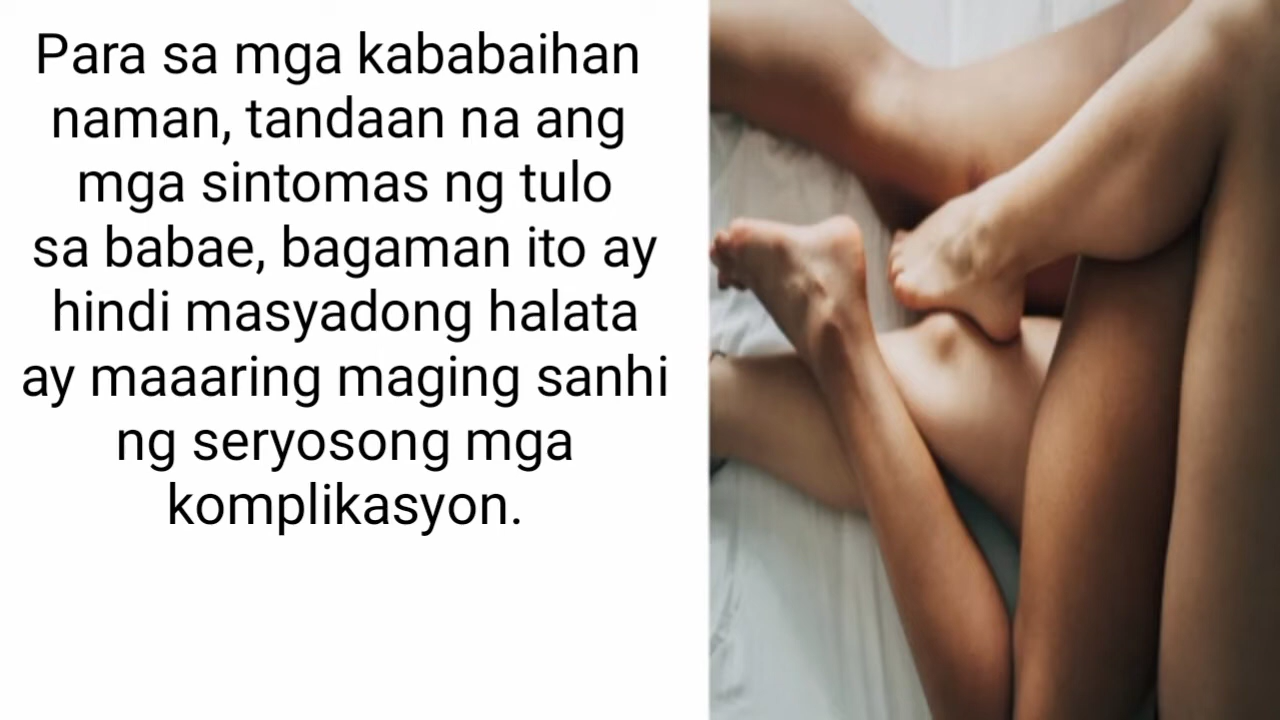 Para sa mga kababaihan
naman, tandaan na ang
mga sintomas ng tulo
sa babae, bagaman ito ay
hindi masyadong halata
ay maaaring maging sanhi
ng seryosong mga
komplikasyon.